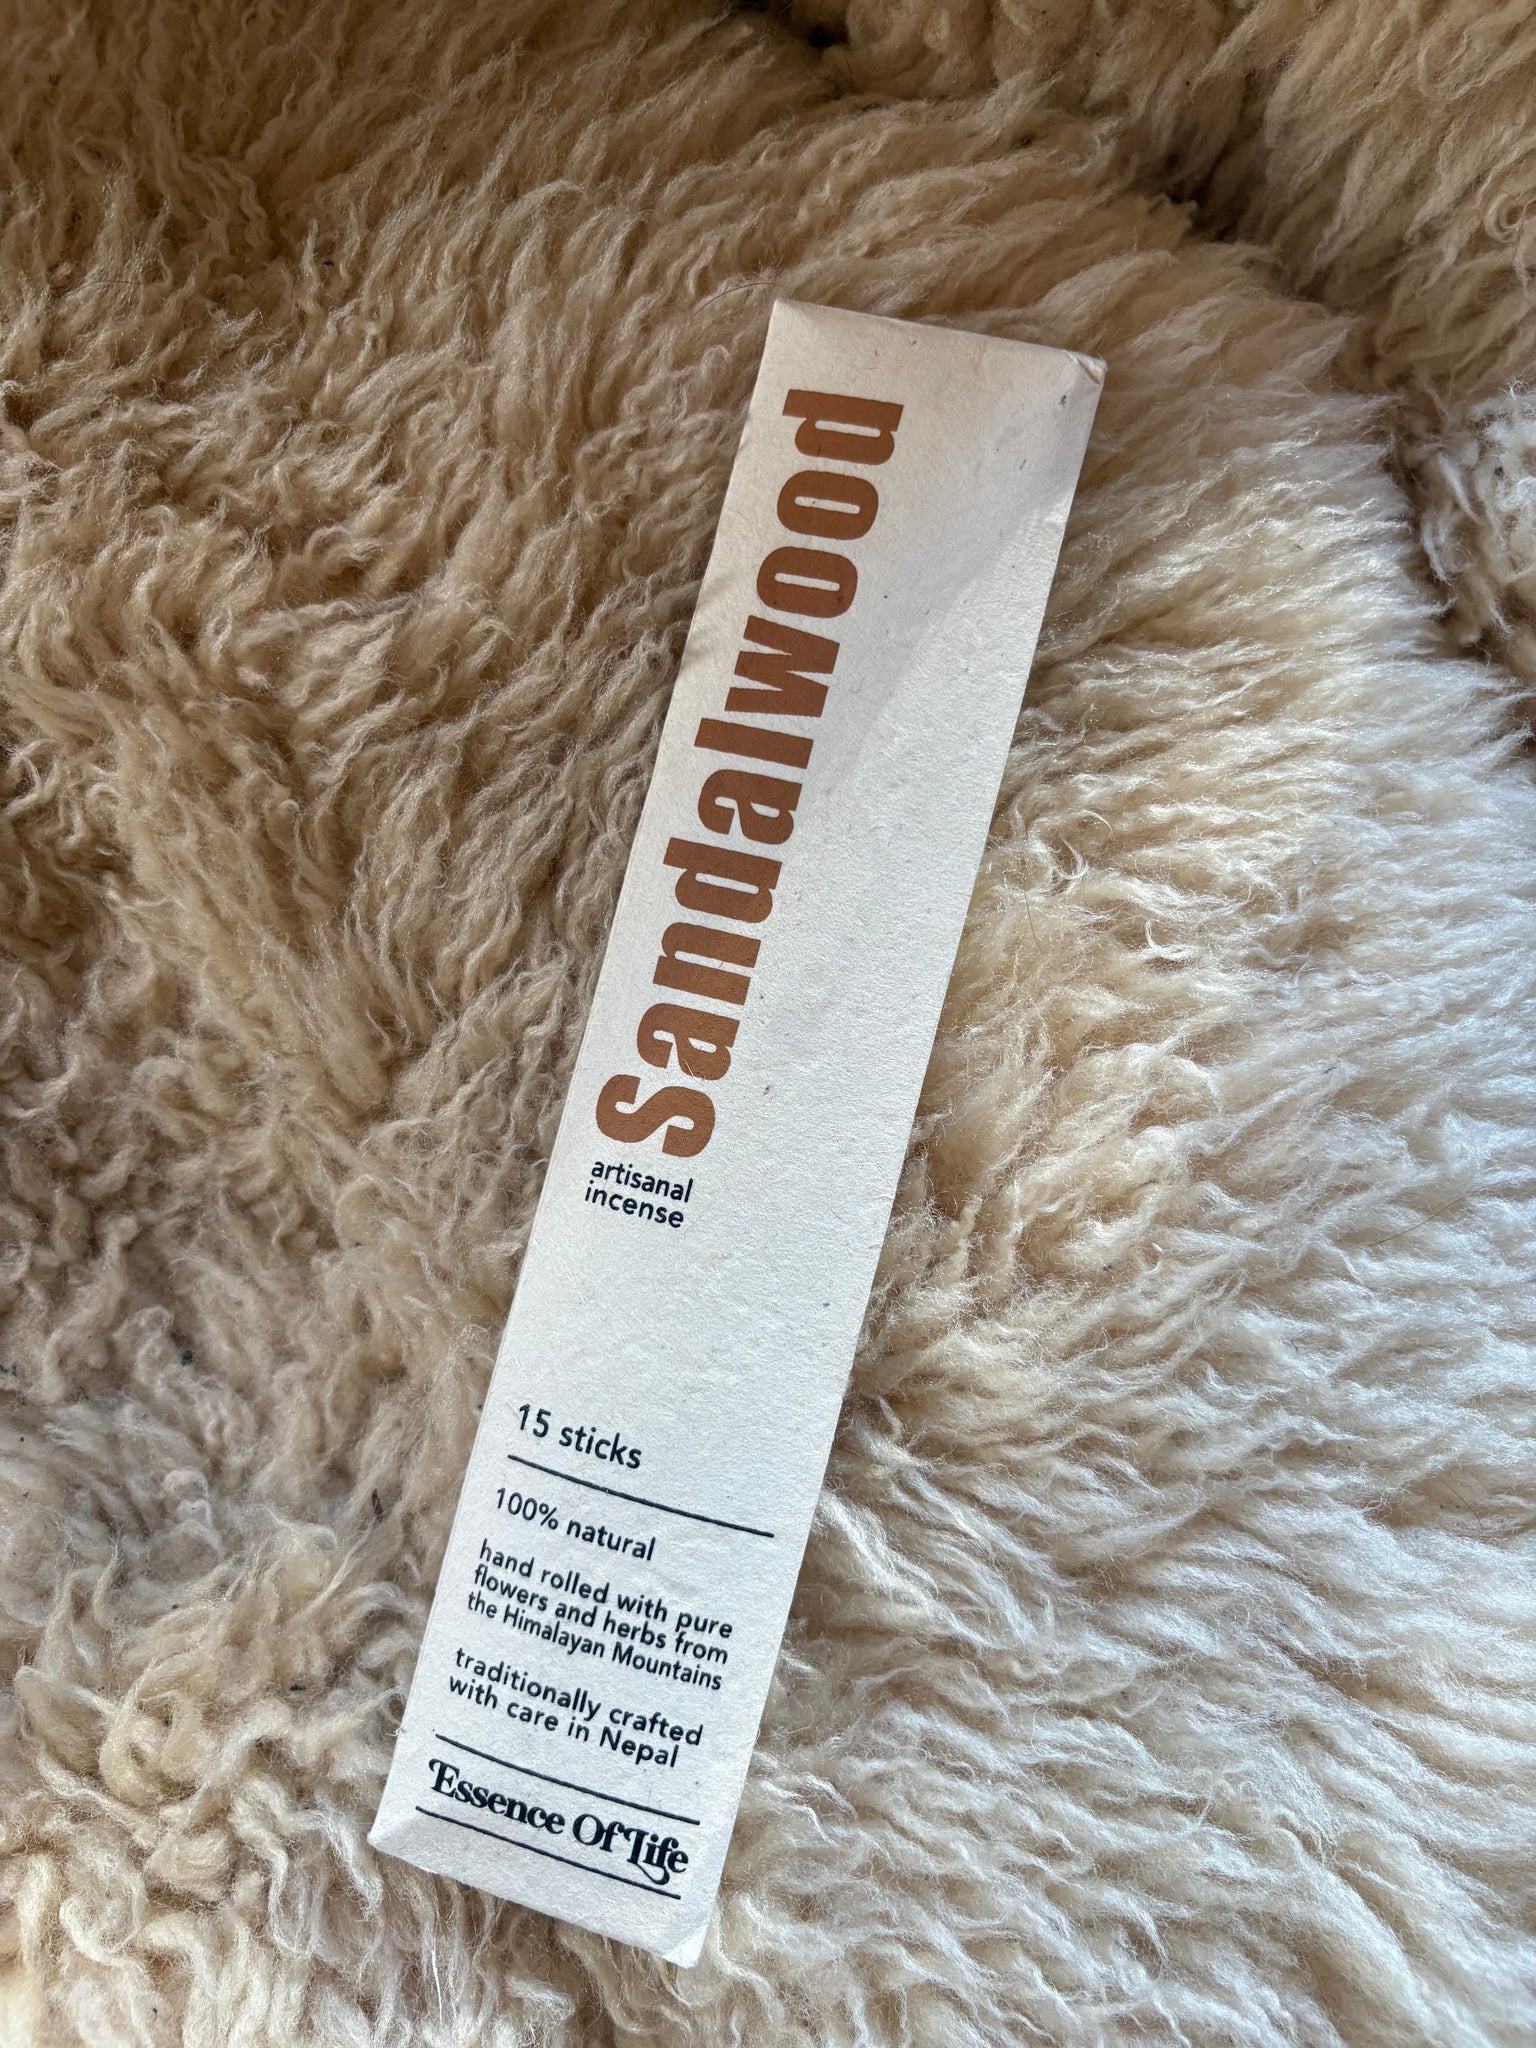 Sandalwood
artisanal
incense
15 sticks
100% natural
hand rolled with pure
flowers and herbs from
the Himalayan Mountains
traditionally crafted
with care in Nepal
Essence Of Life